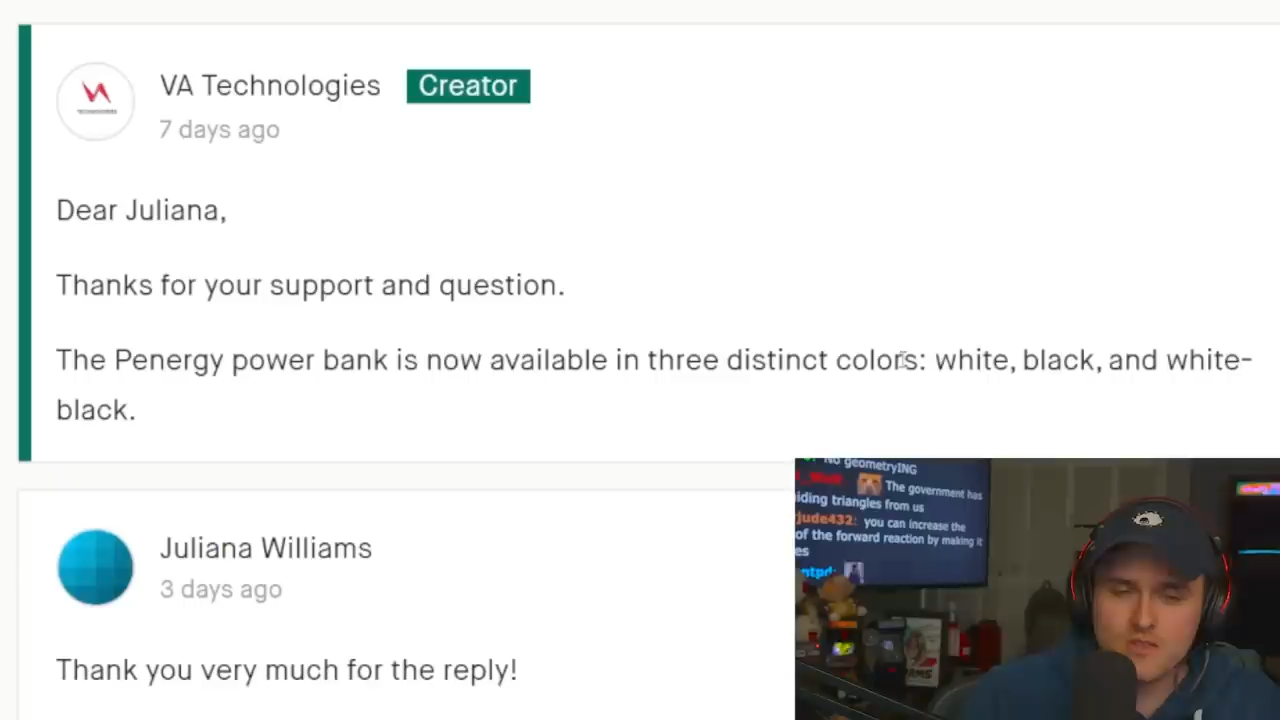 VA Technologies Creator
7 days ago
Dear Juliana,
Thanks for your support and question.
The Penergy power bank is now available in three distinct colors: white, black, and white-
black.
Juliana Williams
3 days ago
Thank you very much for the reply!
No geometryING
The government has
iding triangles from us
jude432: you can increase the
of the forward reaction by making it
es
ntpd: